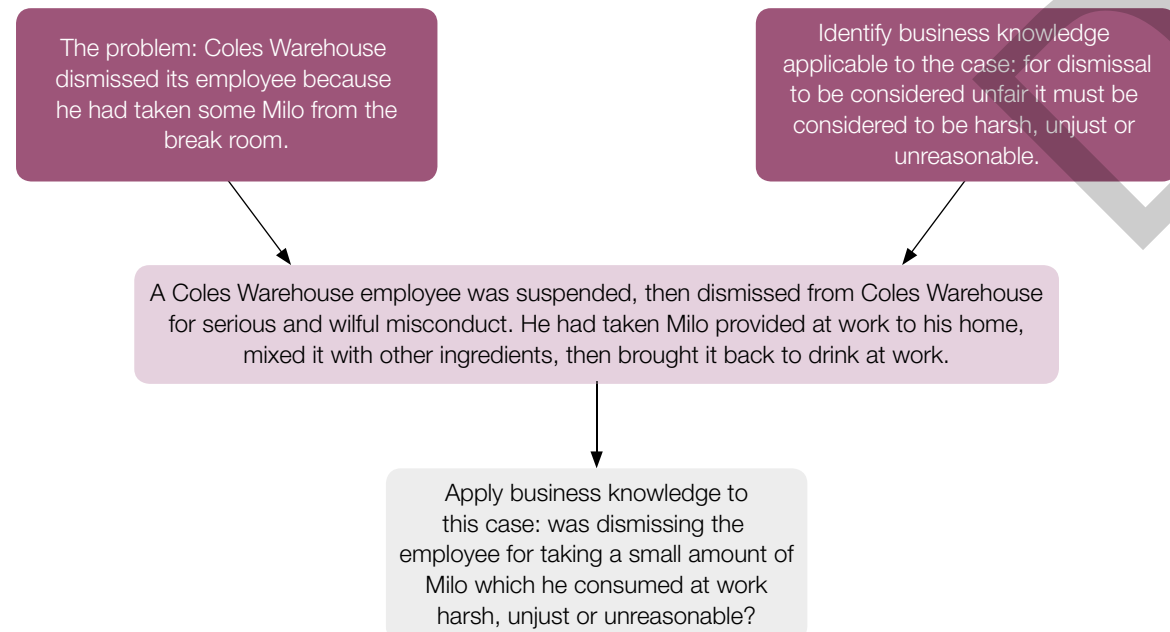 The problem: Coles Warehouse
dismissed its employee because
he had taken some Milo from the
break room.
Identify business knowledge
applicable to the case: for dismissal
to be considered unfair it must be
considered to be harsh, unjust or
unreasonable.
A Coles Warehouse employee was suspended, then dismissed from Coles Warehouse
for serious and wilful misconduct. He had taken Milo provided at work to his home,
mixed it with other ingredients, then brought it back to drink at work.
Apply business knowledge to
this case: was dismissing the
employee for taking a small amount of
Milo which he consumed at work
harsh, unjust or unreasonable?